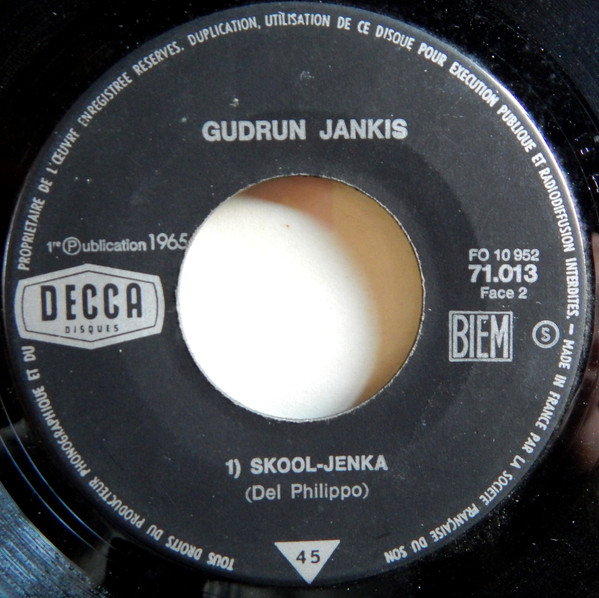 TOUS DROITS DU PRODUCTEUR PHONOGRAPHIQUE ET DU PROPRIETAIRE DE L'ŒUVRE ENREGISTREE RESERVES. DUPLICATION, UTILISATION DE CE DISQUE POUR EXECUTION PUBLIQUE ET RADIODIFFUSION INTERDITES. – MADE IN FRANCE PAR LA SOCIETE FRANÇAISE DU SON
GUDRUN JANKIS
1re Ⓟublication 1965
DECCA
DISQUES
FO 10 952
71.013
Face 2
BIEM
Ⓢ
1) SKOOL-JENKA
(Del Philippo)
45